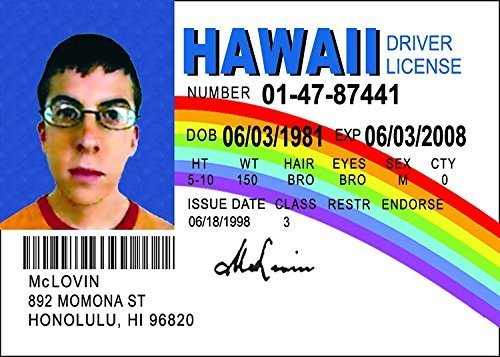 HAWAII DRIVER LICENSE
NUMBER 01-47-87441
DOB 06/03/1981 EXP 06/03/2008
HT WT HAIR EYES SEX CTY
5-10 150 BRO BRO M 0
ISSUE DATE CLASS RESTR ENDORSE
06/18/1998 3
McLovin
McLOVIN
892 MOMONA ST
HONOLULU, HI 96820